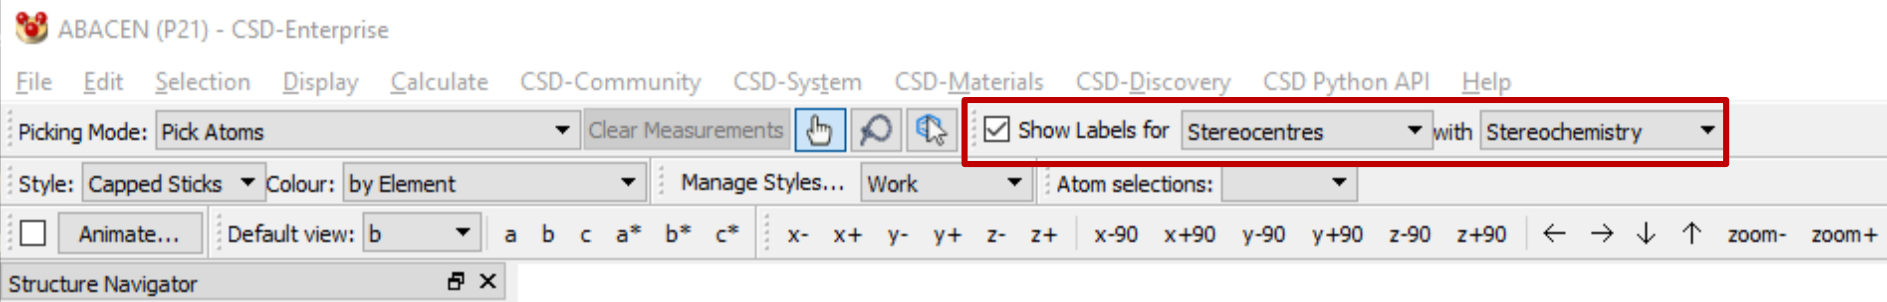 ABACEN (P21) - CSD-Enterprise
File Edit Selection Display Calculate CSD-Community CSD-System CSD-Materials CSD-Discovery CSD Python API Help
Picking Mode: Pick Atoms Clear Measurements Show Labels for Stereocentres with Stereochemistry
Style: Capped Sticks Colour: by Element Manage Styles... Work Atom selections:
Animate... Default view: b a b c a* b* c* x- x+ y- y+ z- z+ x-90 x+90 y-90 y+90 z-90 z+90 ← → ↓ ↑ zoom- zoom+
Structure Navigator